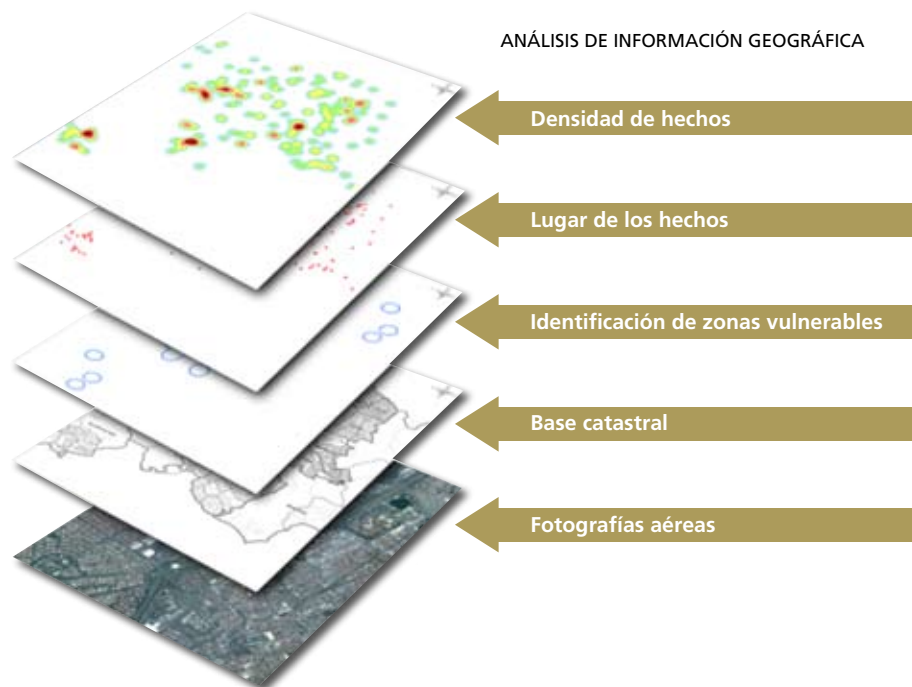 ANÁLISIS DE INFORMACIÓN GEOGRÁFICA
Densidad de hechos
Lugar de los hechos
Identificación de zonas vulnerables
Base catastral
Fotografías aéreas